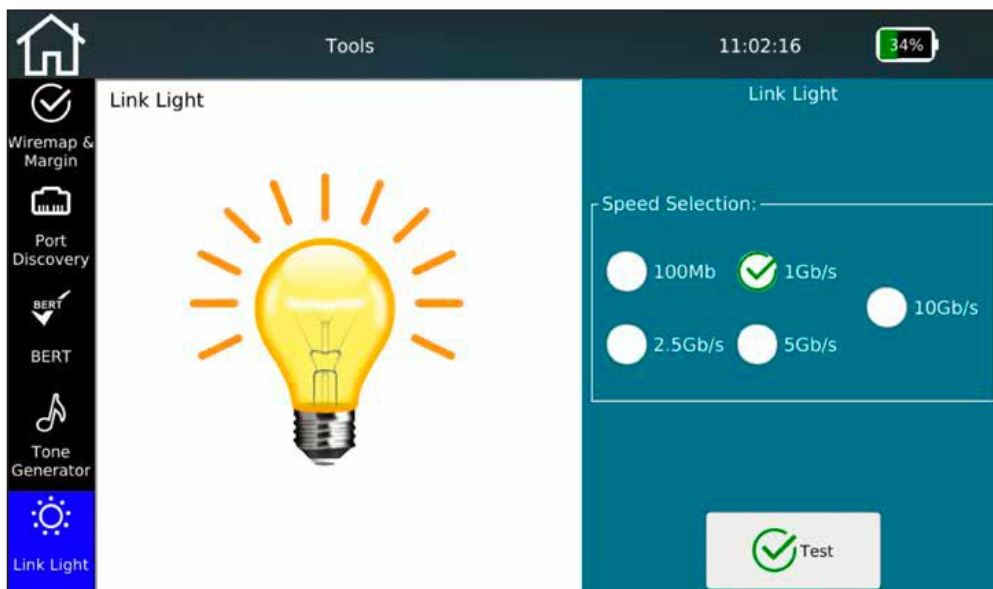 Tools
11:02:16
34%
Wiremap &
Margin
Port
Discovery
BERT
BERT
Tone
Generator
Link Light
Link Light
Link Light
Speed Selection:
100Mb
1Gb/s
10Gb/s
2.5Gb/s
5Gb/s
Test